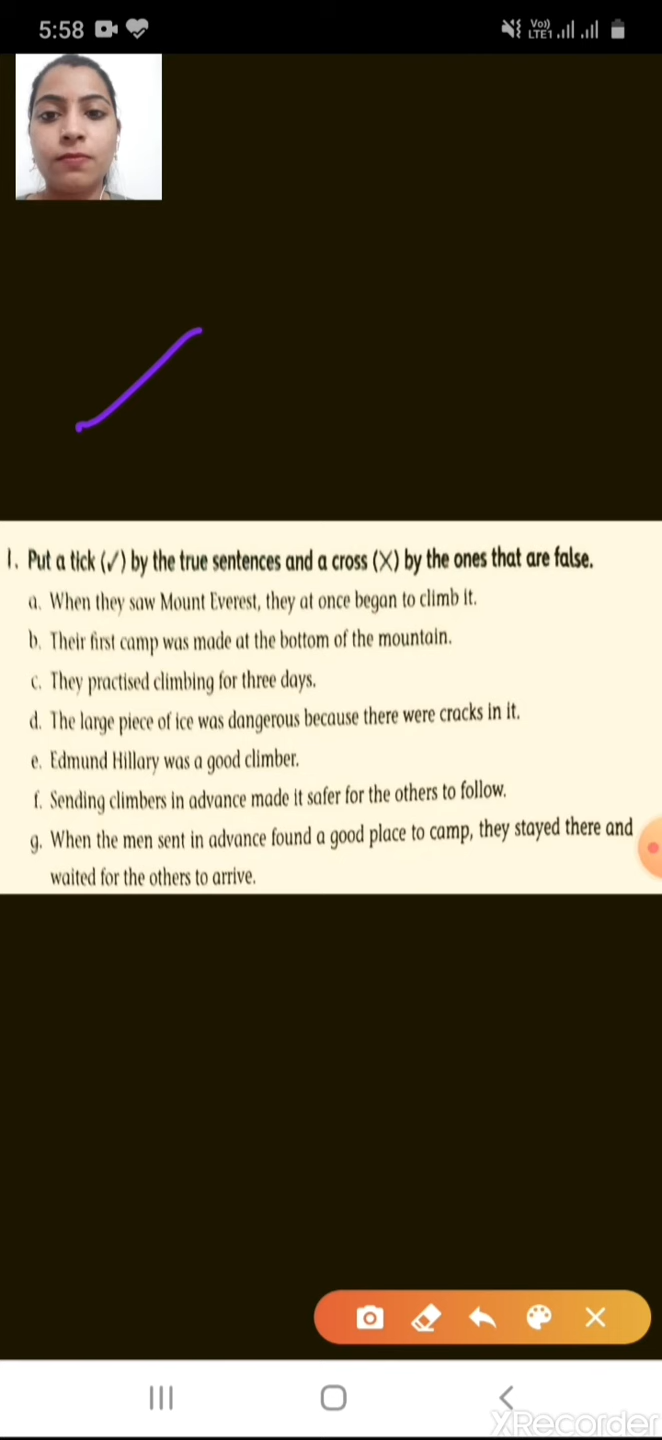 5:58
Vo)) LTE1
1. Put a tick (✓) by the true sentences and a cross (X) by the ones that are false.
a. When they saw Mount Everest, they at once began to climb it.
b. Their first camp was made at the bottom of the mountain.
c. They practised climbing for three days.
d. The large piece of ice was dangerous because there were cracks in it.
e. Edmund Hillary was a good climber.
f. Sending climbers in advance made it safer for the others to follow.
g. When the men sent in advance found a good place to camp, they stayed there and
waited for the others to arrive.
XRecorder